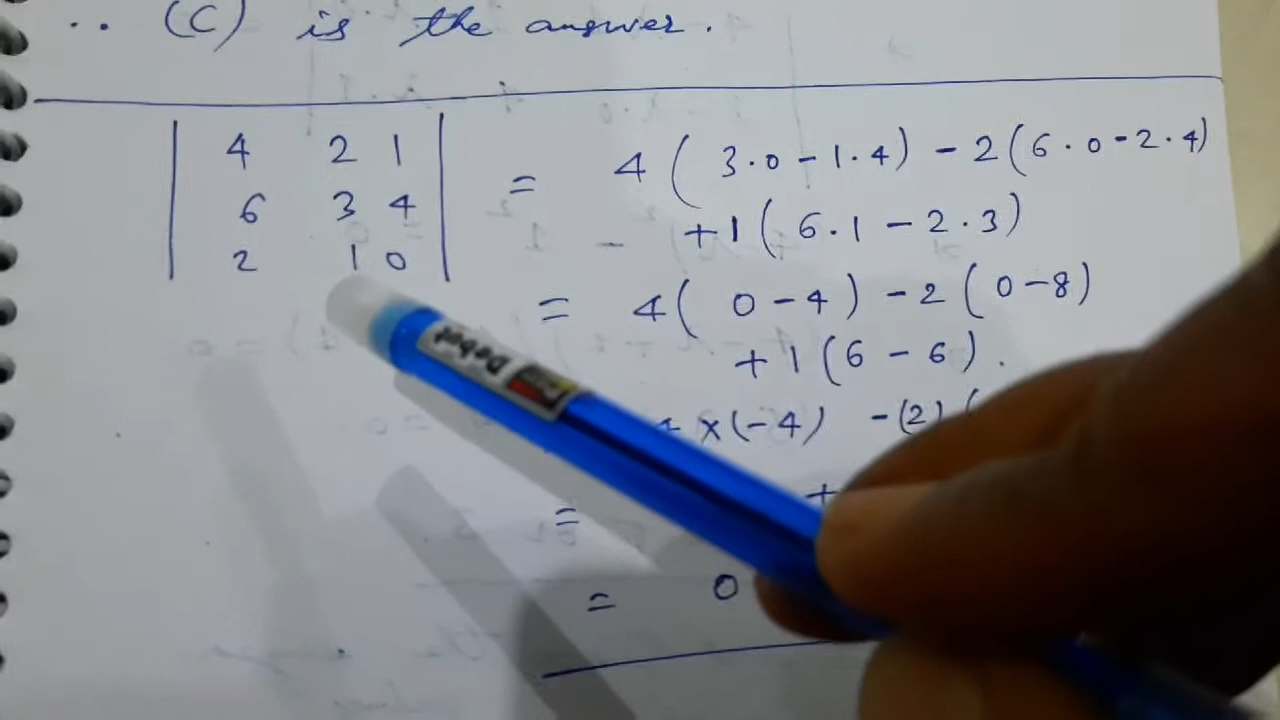 ∴ (C) is the answer.
| 4 2 1 | = 4 ( 3·0 - 1·4 ) - 2 ( 6·0 - 2·4 )
| 6 3 4 | + 1 ( 6·1 - 2·3 )
| 2 1 0 |
= 4 ( 0 - 4 ) - 2 ( 0 - 8 )
+ 1 ( 6 - 6 ) .
× (-4) - (2) (
+
=
= 0